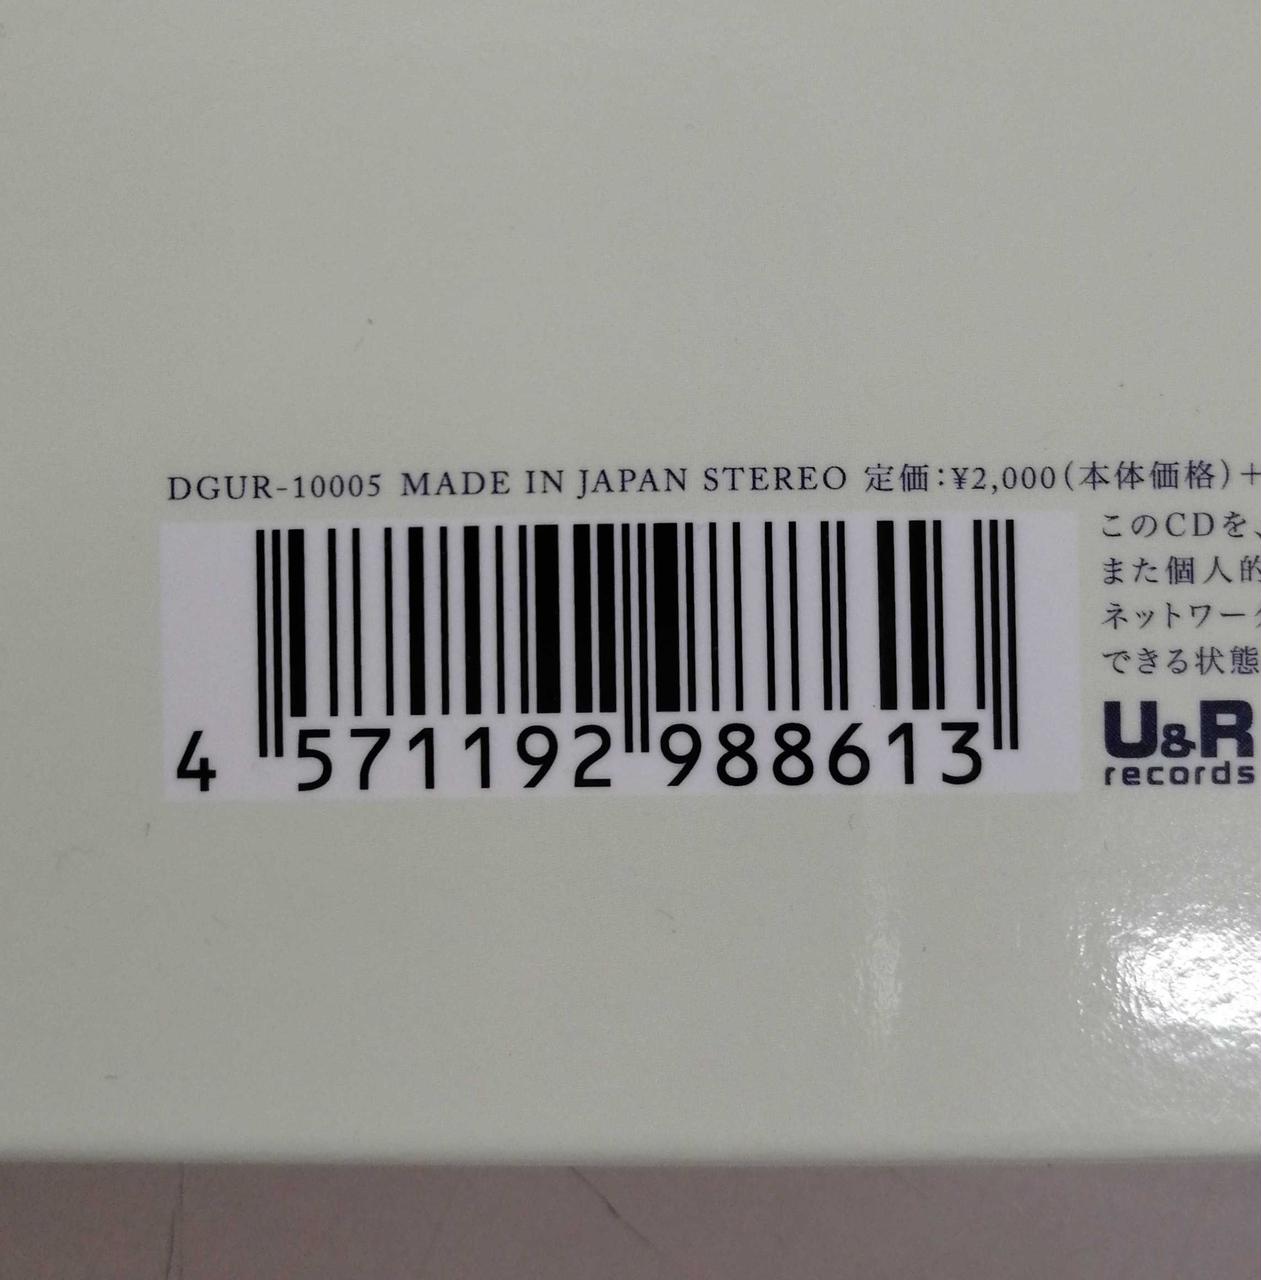 DGUR-10005 MADE IN JAPAN STEREO 定価:¥2,000(本体価格)+
このCDを、
また個人的
ネットワーク
できる状態
U&R
records
4 571192 988613